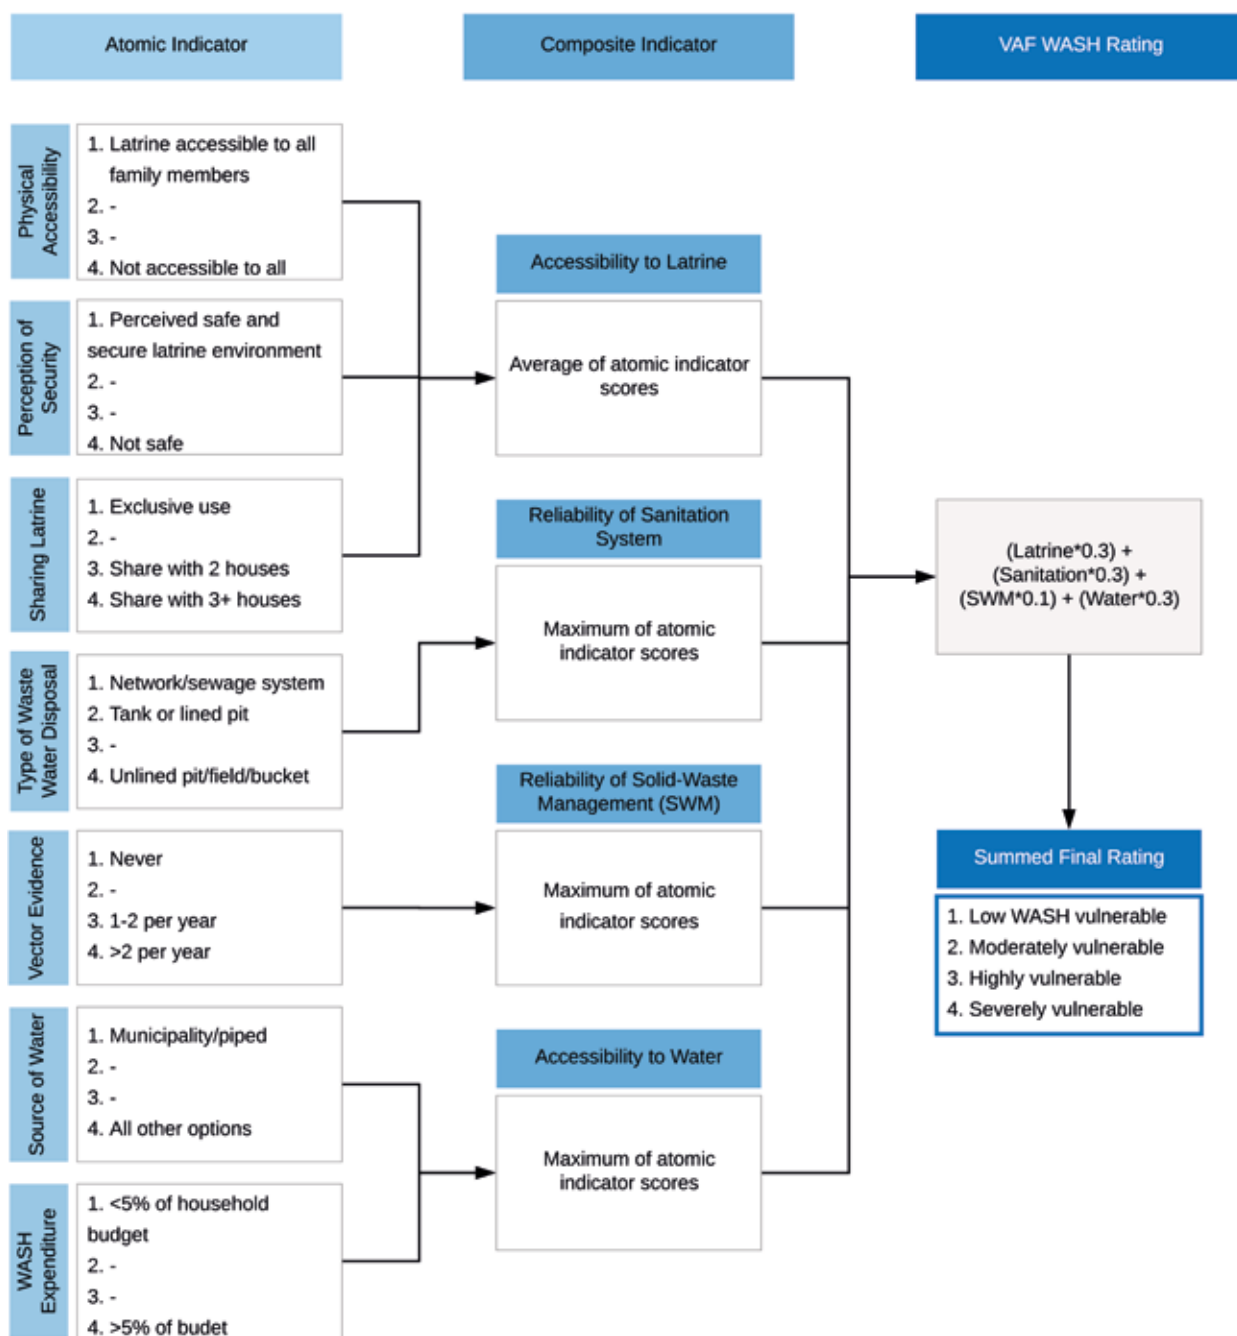 Atomic Indicator
Composite Indicator
VAF WASH Rating
Physical
Accessibility
1. Latrine accessible to all
family members
2. -
3. -
4. Not accessible to all
Perception of
Security
1. Perceived safe and
secure latrine environment
2. -
3. -
4. Not safe
Sharing Latrine
1. Exclusive use
2. -
3. Share with 2 houses
4. Share with 3+ houses
Type of Waste
Water Disposal
1. Network/sewage system
2. Tank or lined pit
3. -
4. Unlined pit/field/bucket
Vector Evidence
1. Never
2. -
3. 1-2 per year
4. >2 per year
Source of Water
1. Municipality/piped
2. -
3. -
4. All other options
WASH
Expenditure
1. <5% of household
budget
2. -
3. -
4. >5% of budet
Accessibility to Latrine
Average of atomic indicator
scores
Reliability of Sanitation
System
Maximum of atomic
indicator scores
Reliability of Solid-Waste
Management (SWM)
Maximum of atomic
indicator scores
Accessibility to Water
Maximum of atomic
indicator scores
(Latrine*0.3) +
(Sanitation*0.3) +
(SWM*0.1) + (Water*0.3)
Summed Final Rating
1. Low WASH vulnerable
2. Moderately vulnerable
3. Highly vulnerable
4. Severely vulnerable